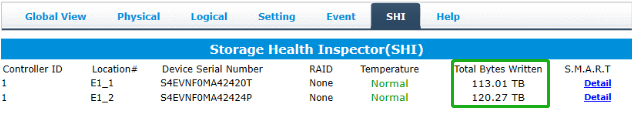 Global View Physical Logical Setting Event SHI Help
Storage Health Inspector(SHI)
Controller ID Location# Device Serial Number RAID Temperature Total Bytes Written S.M.A.R.T
1 E1_1 S4EVNF0MA42420T None Normal 113.01 TB Detail
1 E1_2 S4EVNF0MA42424P None Normal 120.27 TB Detail